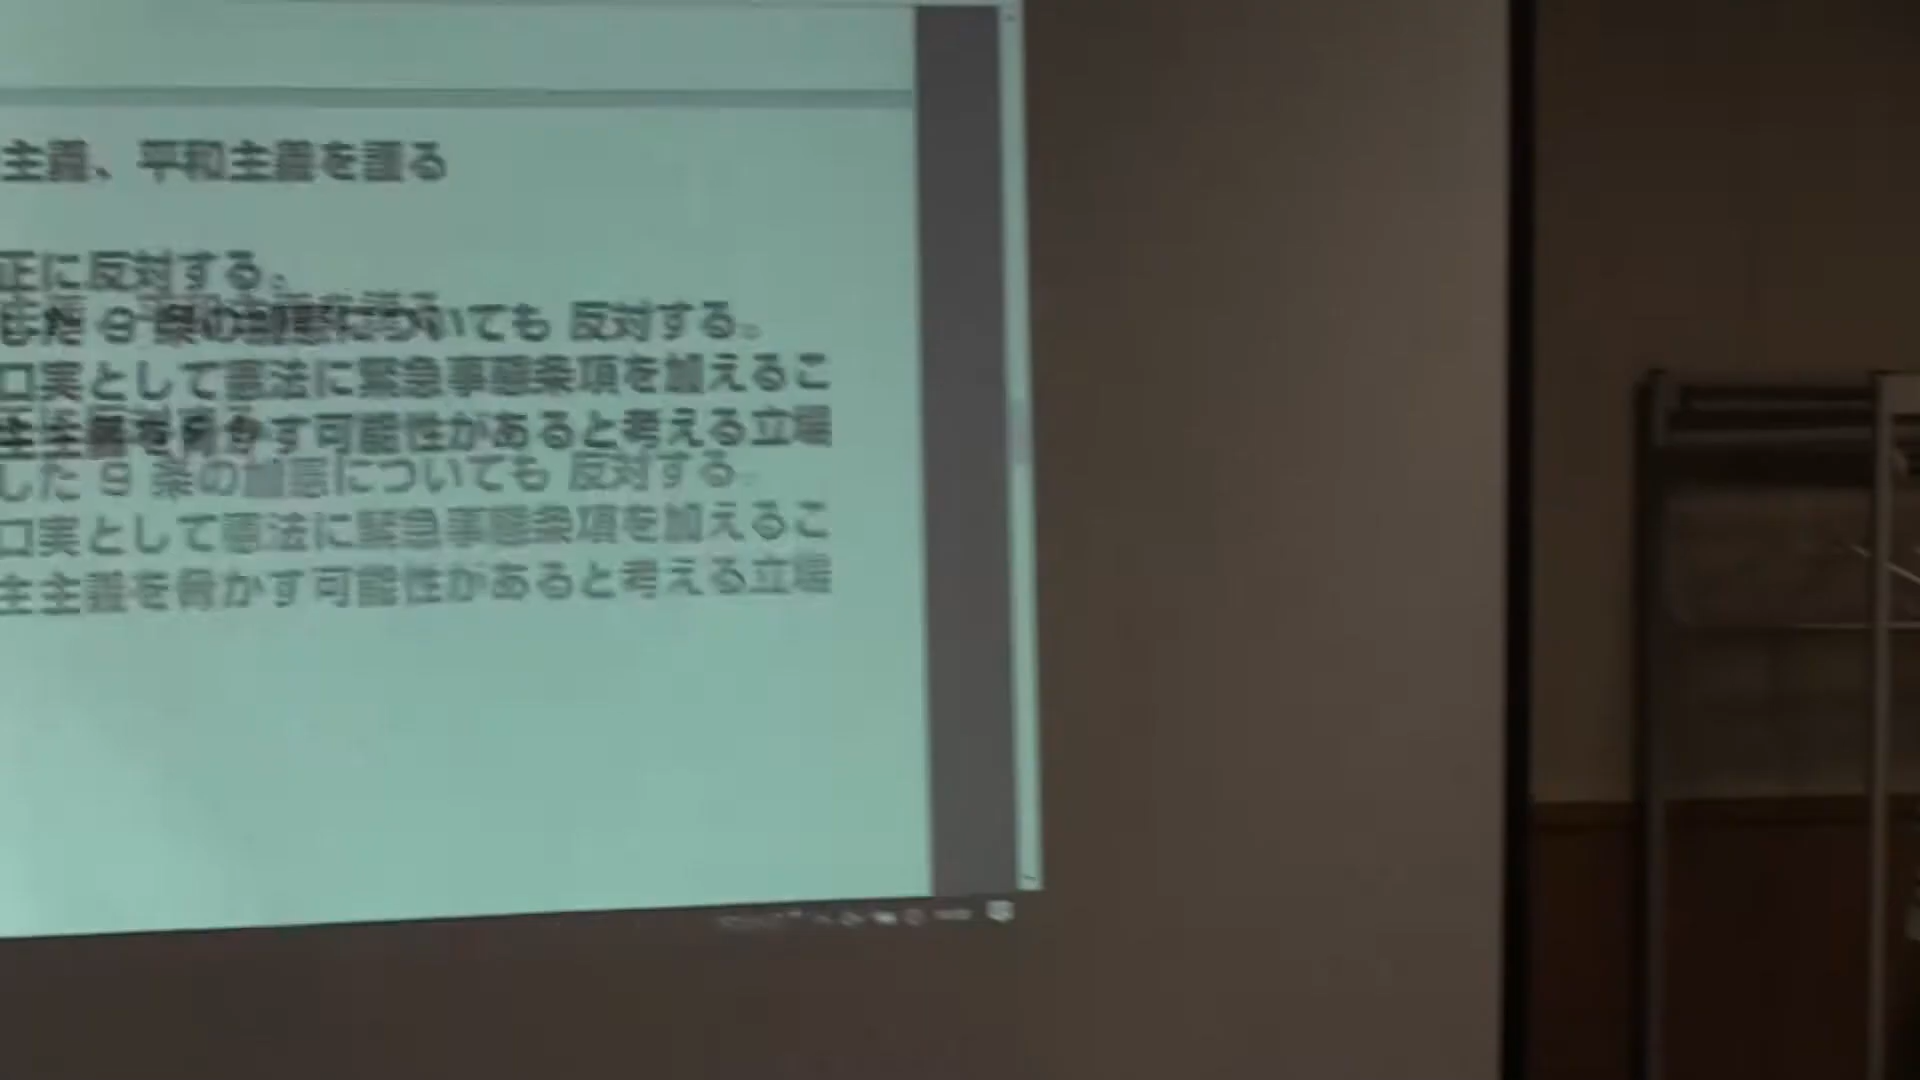 主義、平和主義を護る
正に反対する。
した 9 条の加憲についても 反対する。
口実として憲法に緊急事態条項を加えるこ
主主義を脅かす可能性があると考える立場
した 9 条の加憲についても 反対する。
口実として憲法に緊急事態条項を加えるこ
主主義を脅かす可能性があると考える立場